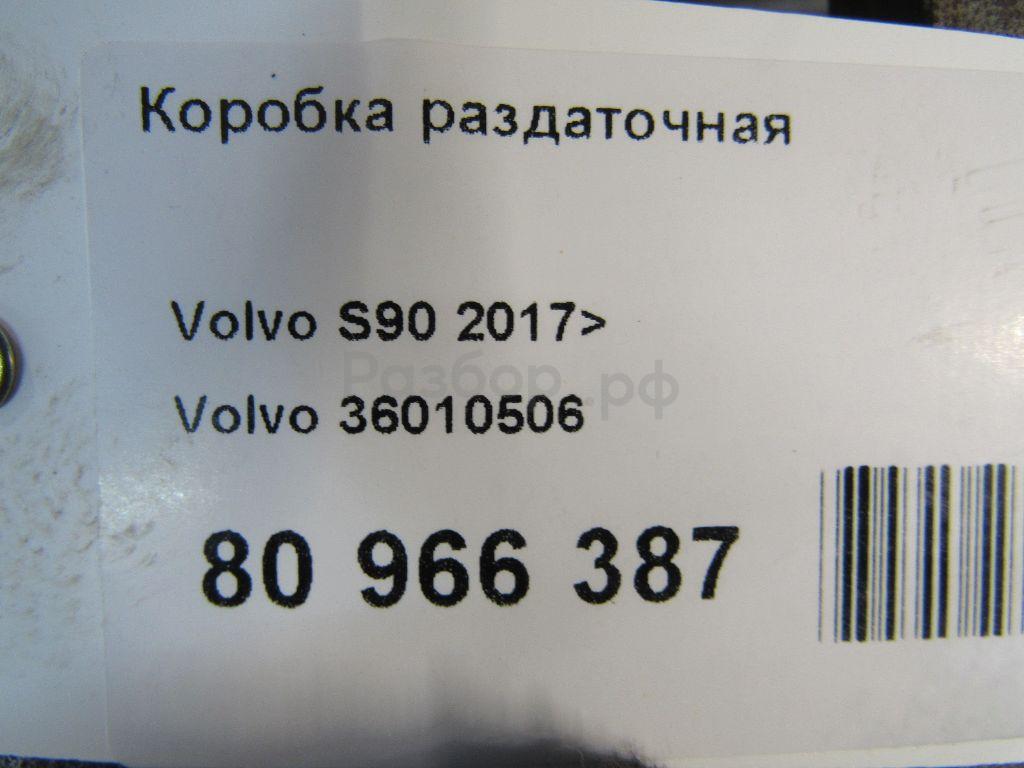 Коробка раздаточная
Volvo S90 2017>
Разбор.рф
Volvo 36010506
80 966 387